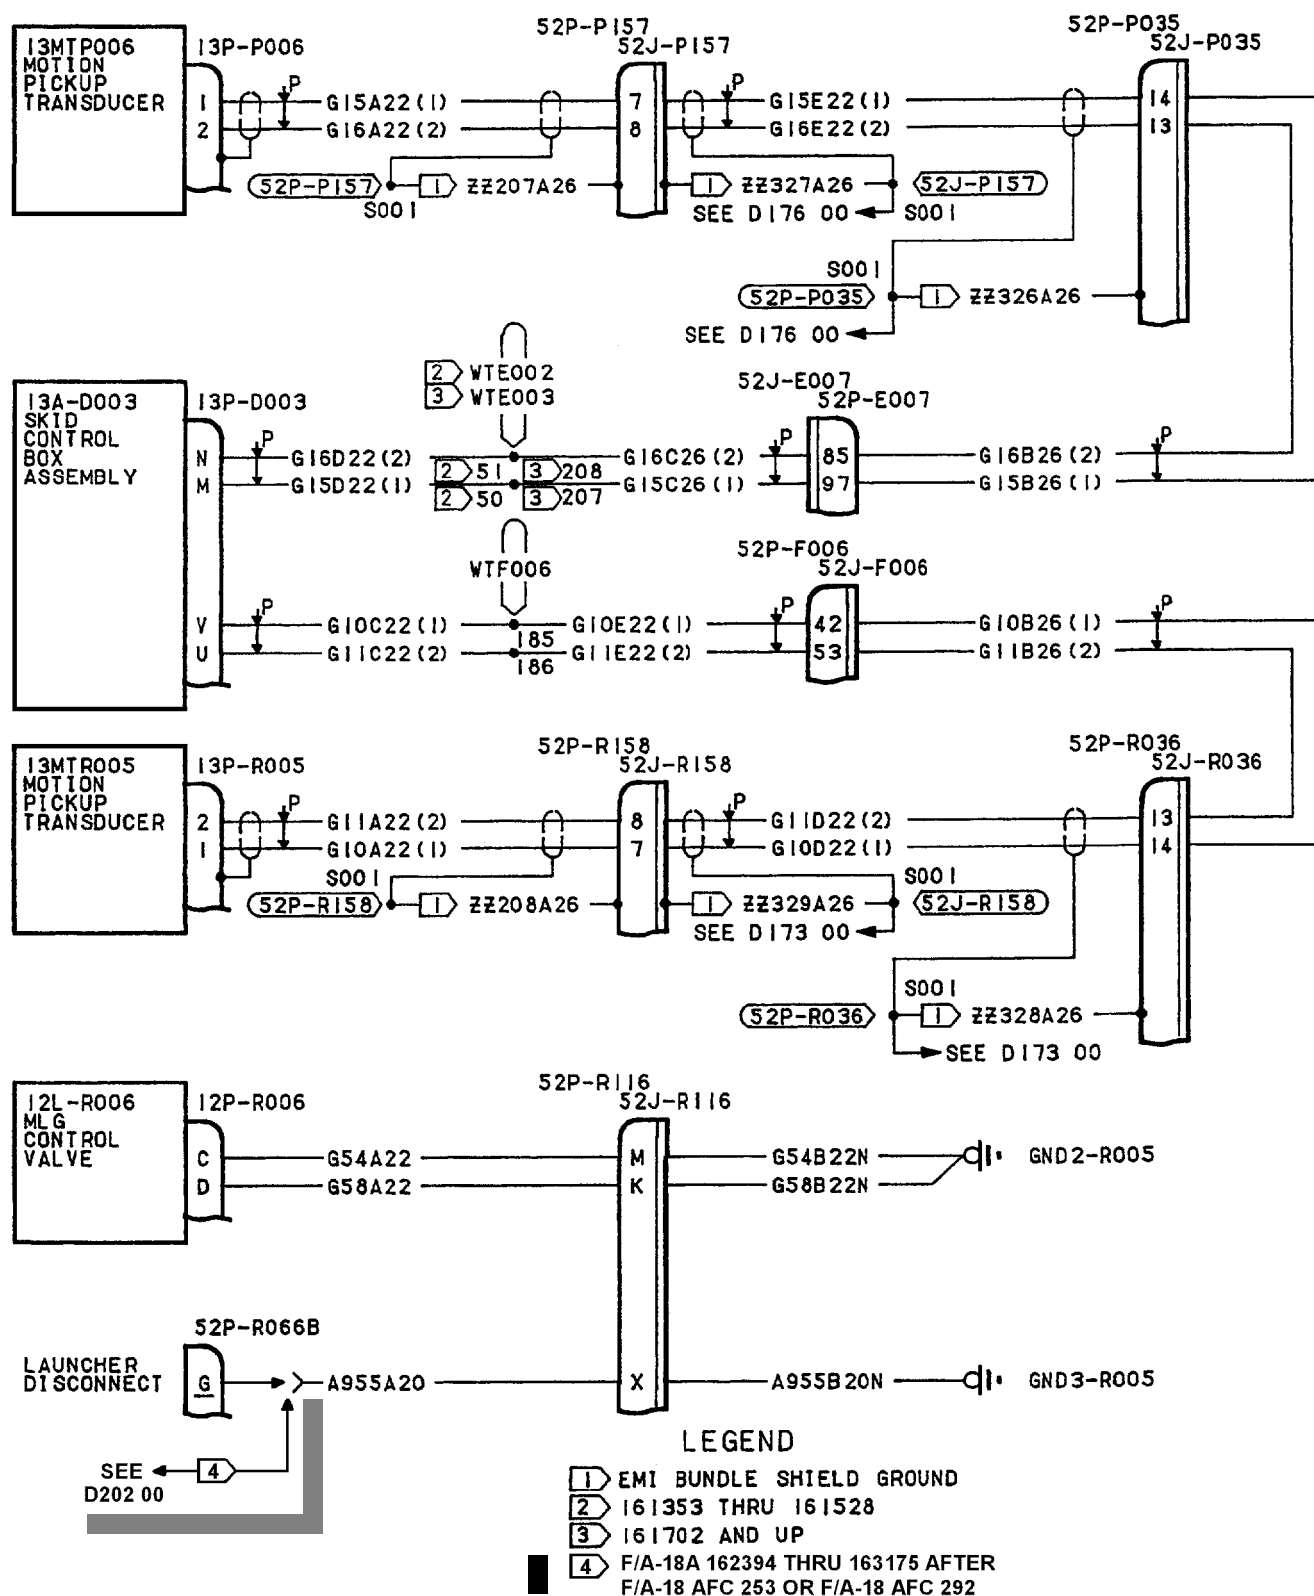 52P-P157
52J-P157
52P-P035
52J-P035
13MTP006
MOTION
PICKUP
TRANSDUCER
13P-P006
P
P
1 G15A22(1) 7 G15E22(1) 14
2 G16A22(2) 8 G16E22(2) 13
52P-P157 1 ZZ207A26 1 ZZ327A26 52J-P157
S001
SEE D176 00
S001
S001
52P-P035 1 ZZ326A26
SEE D176 00
2 WTE002
3 WTE003
52J-E007
52P-E007
13A-D003
SKID
CONTROL
BOX
ASSEMBLY
13P-D003
P
P
P
N G16D22(2) G16C26(2) 85 G16B26(2)
2 51 3 208
M G15D22(1) G15C26(1) 97 G15B26(1)
2 50 3 207
WTF006
52P-F006
52J-F006
P
P
P
V G10C22(1) G10E22(1) 42 G10B26(1)
185
U G11C22(2) G11E22(2) 53 G11B26(2)
186
52P-R158
52J-R158
52P-R036
52J-R036
13MTR005
MOTION
PICKUP
TRANSDUCER
13P-R005
P
P
2 G11A22(2) 8 G11D22(2) 13
1 G10A22(1) 7 G10D22(1) 14
S001
S001
52P-R158 1 ZZ208A26 1 ZZ329A26 52J-R158
SEE D173 00
S001
52P-R036 1 ZZ328A26
SEE D173 00
52P-R116
52J-R116
12L-R006
MLG
CONTROL
VALVE
12P-R006
C G54A22 M G54B22N GND2-R005
D G58A22 K G58B22N
52P-R066B
LAUNCHER
DISCONNECT
G A955A20 X A955B20N GND3-R005
SEE 4
D202 00
LEGEND
1 EMI BUNDLE SHIELD GROUND
2 161353 THRU 161528
3 161702 AND UP
4 F/A-18A 162394 THRU 163175 AFTER
F/A-18 AFC 253 OR F/A-18 AFC 292